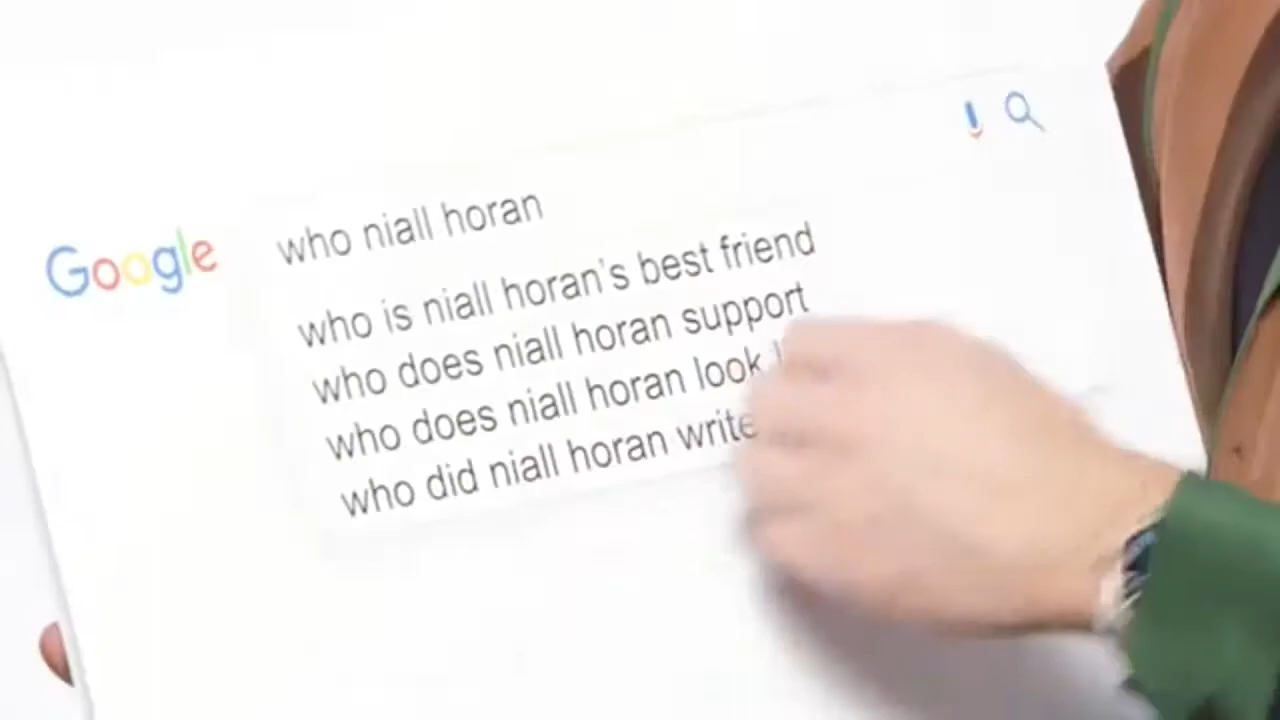 Google
who niall horan
who is niall horan's best friend
who does niall horan support
who does niall horan look
who did niall horan write